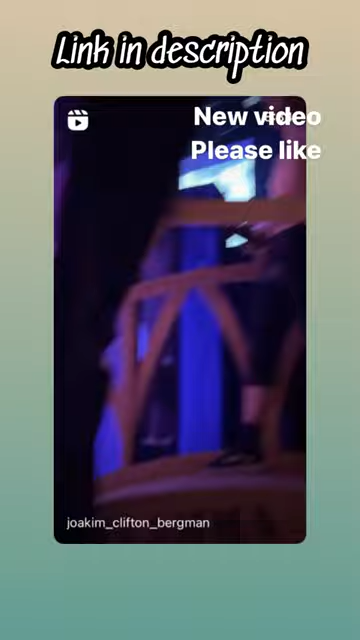 Link in description
New video
Please like
joakim_clifton_bergman